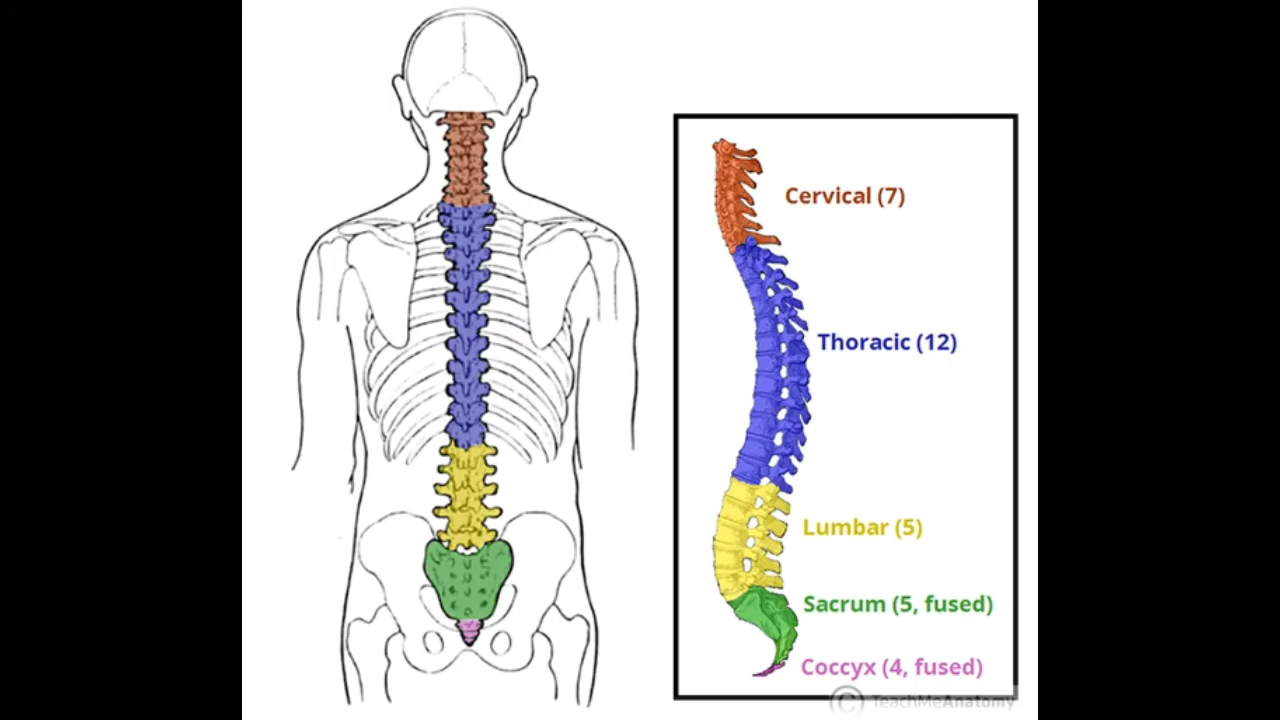 Cervical (7)
Thoracic (12)
Lumbar (5)
Sacrum (5, fused)
Coccyx (4, fused)
© TeachMeAnatomy